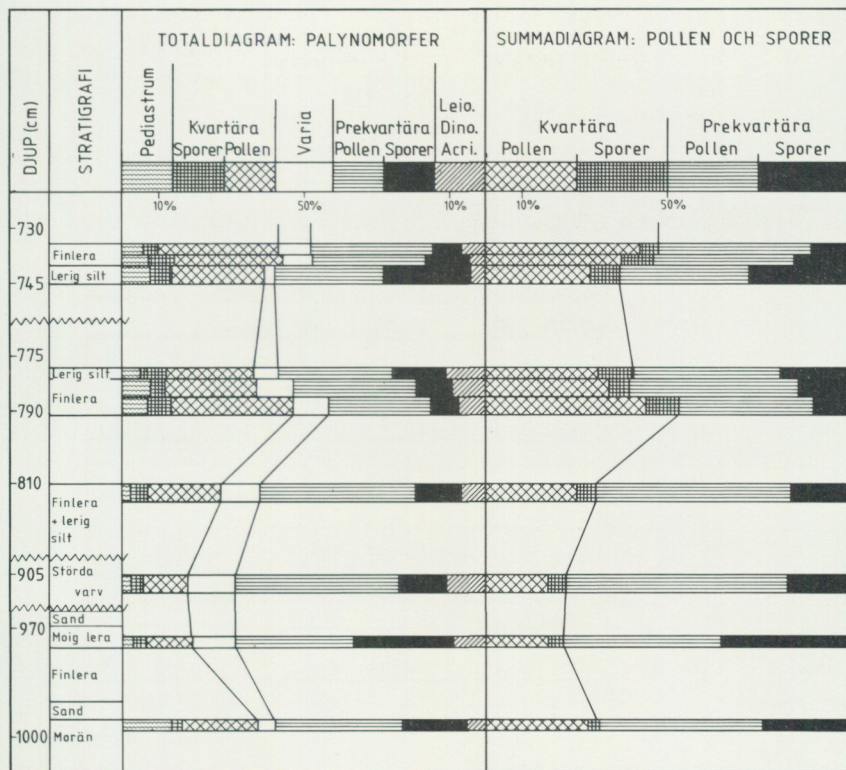 TOTALDIAGRAM: PALYNOMORFER
SUMMADIAGRAM: POLLEN OCH SPORER
DJUP (cm)
STRATIGRAFI
Pediastrum
Kvartära
Sporer
Pollen
Varia
Prekvartära
Pollen
Sporer
Leio.
Dino.
Acri.
Kvartära
Pollen
Sporer
Prekvartära
Pollen
Sporer
10%
50%
10%
10%
50%
730
Finlera
Lerig silt
745
775
Lerig silt
Finlera
790
810
Finlera
+ lerig
silt
905
Störda
varv
Sand
970
Moig lera
Finlera
Sand
1000
Morän